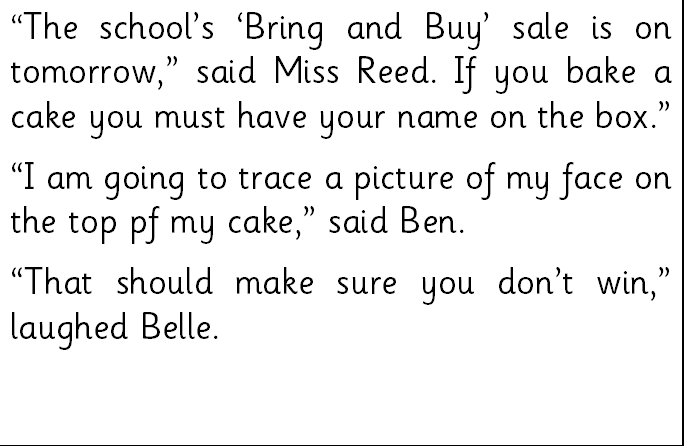 “The school’s ‘Bring and Buy’ sale is on
tomorrow,” said Miss Reed. If you bake a
cake you must have your name on the box.”
“I am going to trace a picture of my face on
the top pf my cake,” said Ben.
“That should make sure you don’t win,”
laughed Belle.